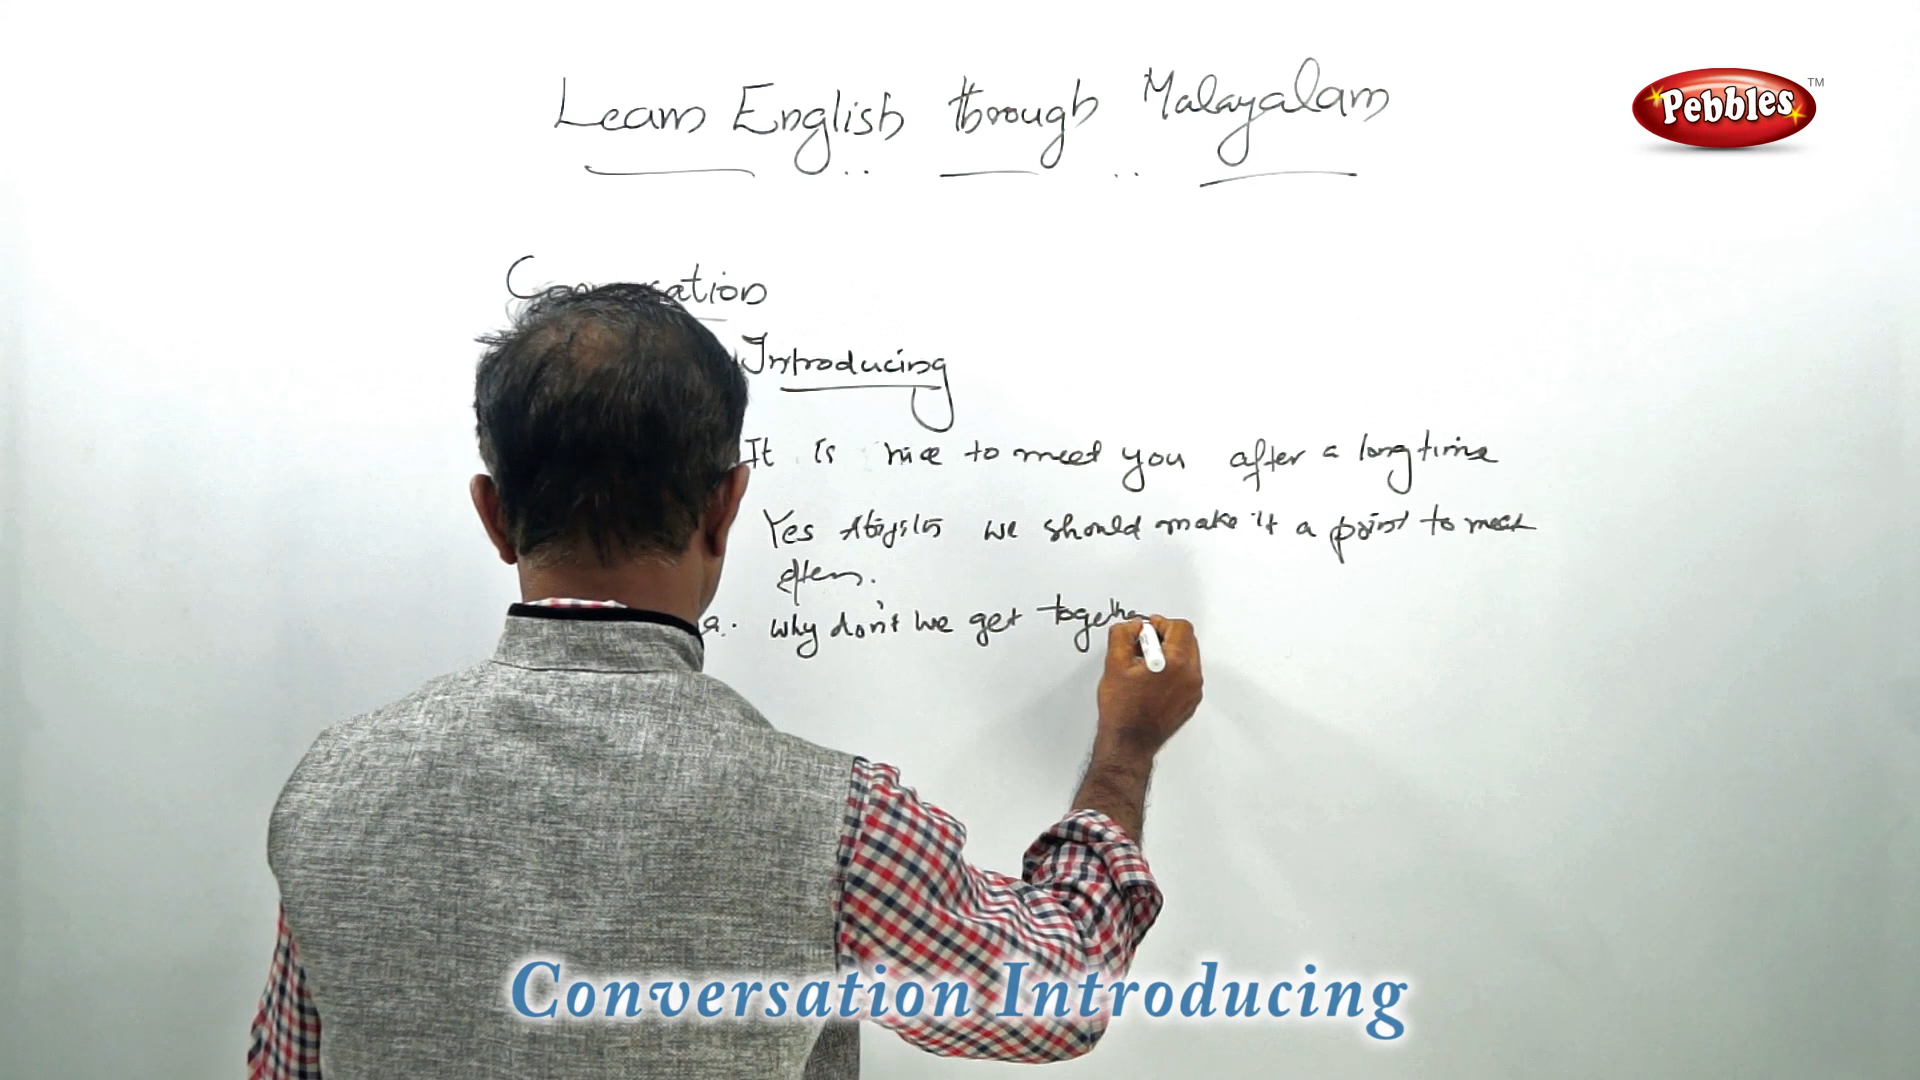 Learn English through Malayalam
Pebbles TM
Conversation
Introducing
It is nice to meet you after a long time
Yes we should make it a point to meet
often.
a. Why don't we get together
Conversation Introducing